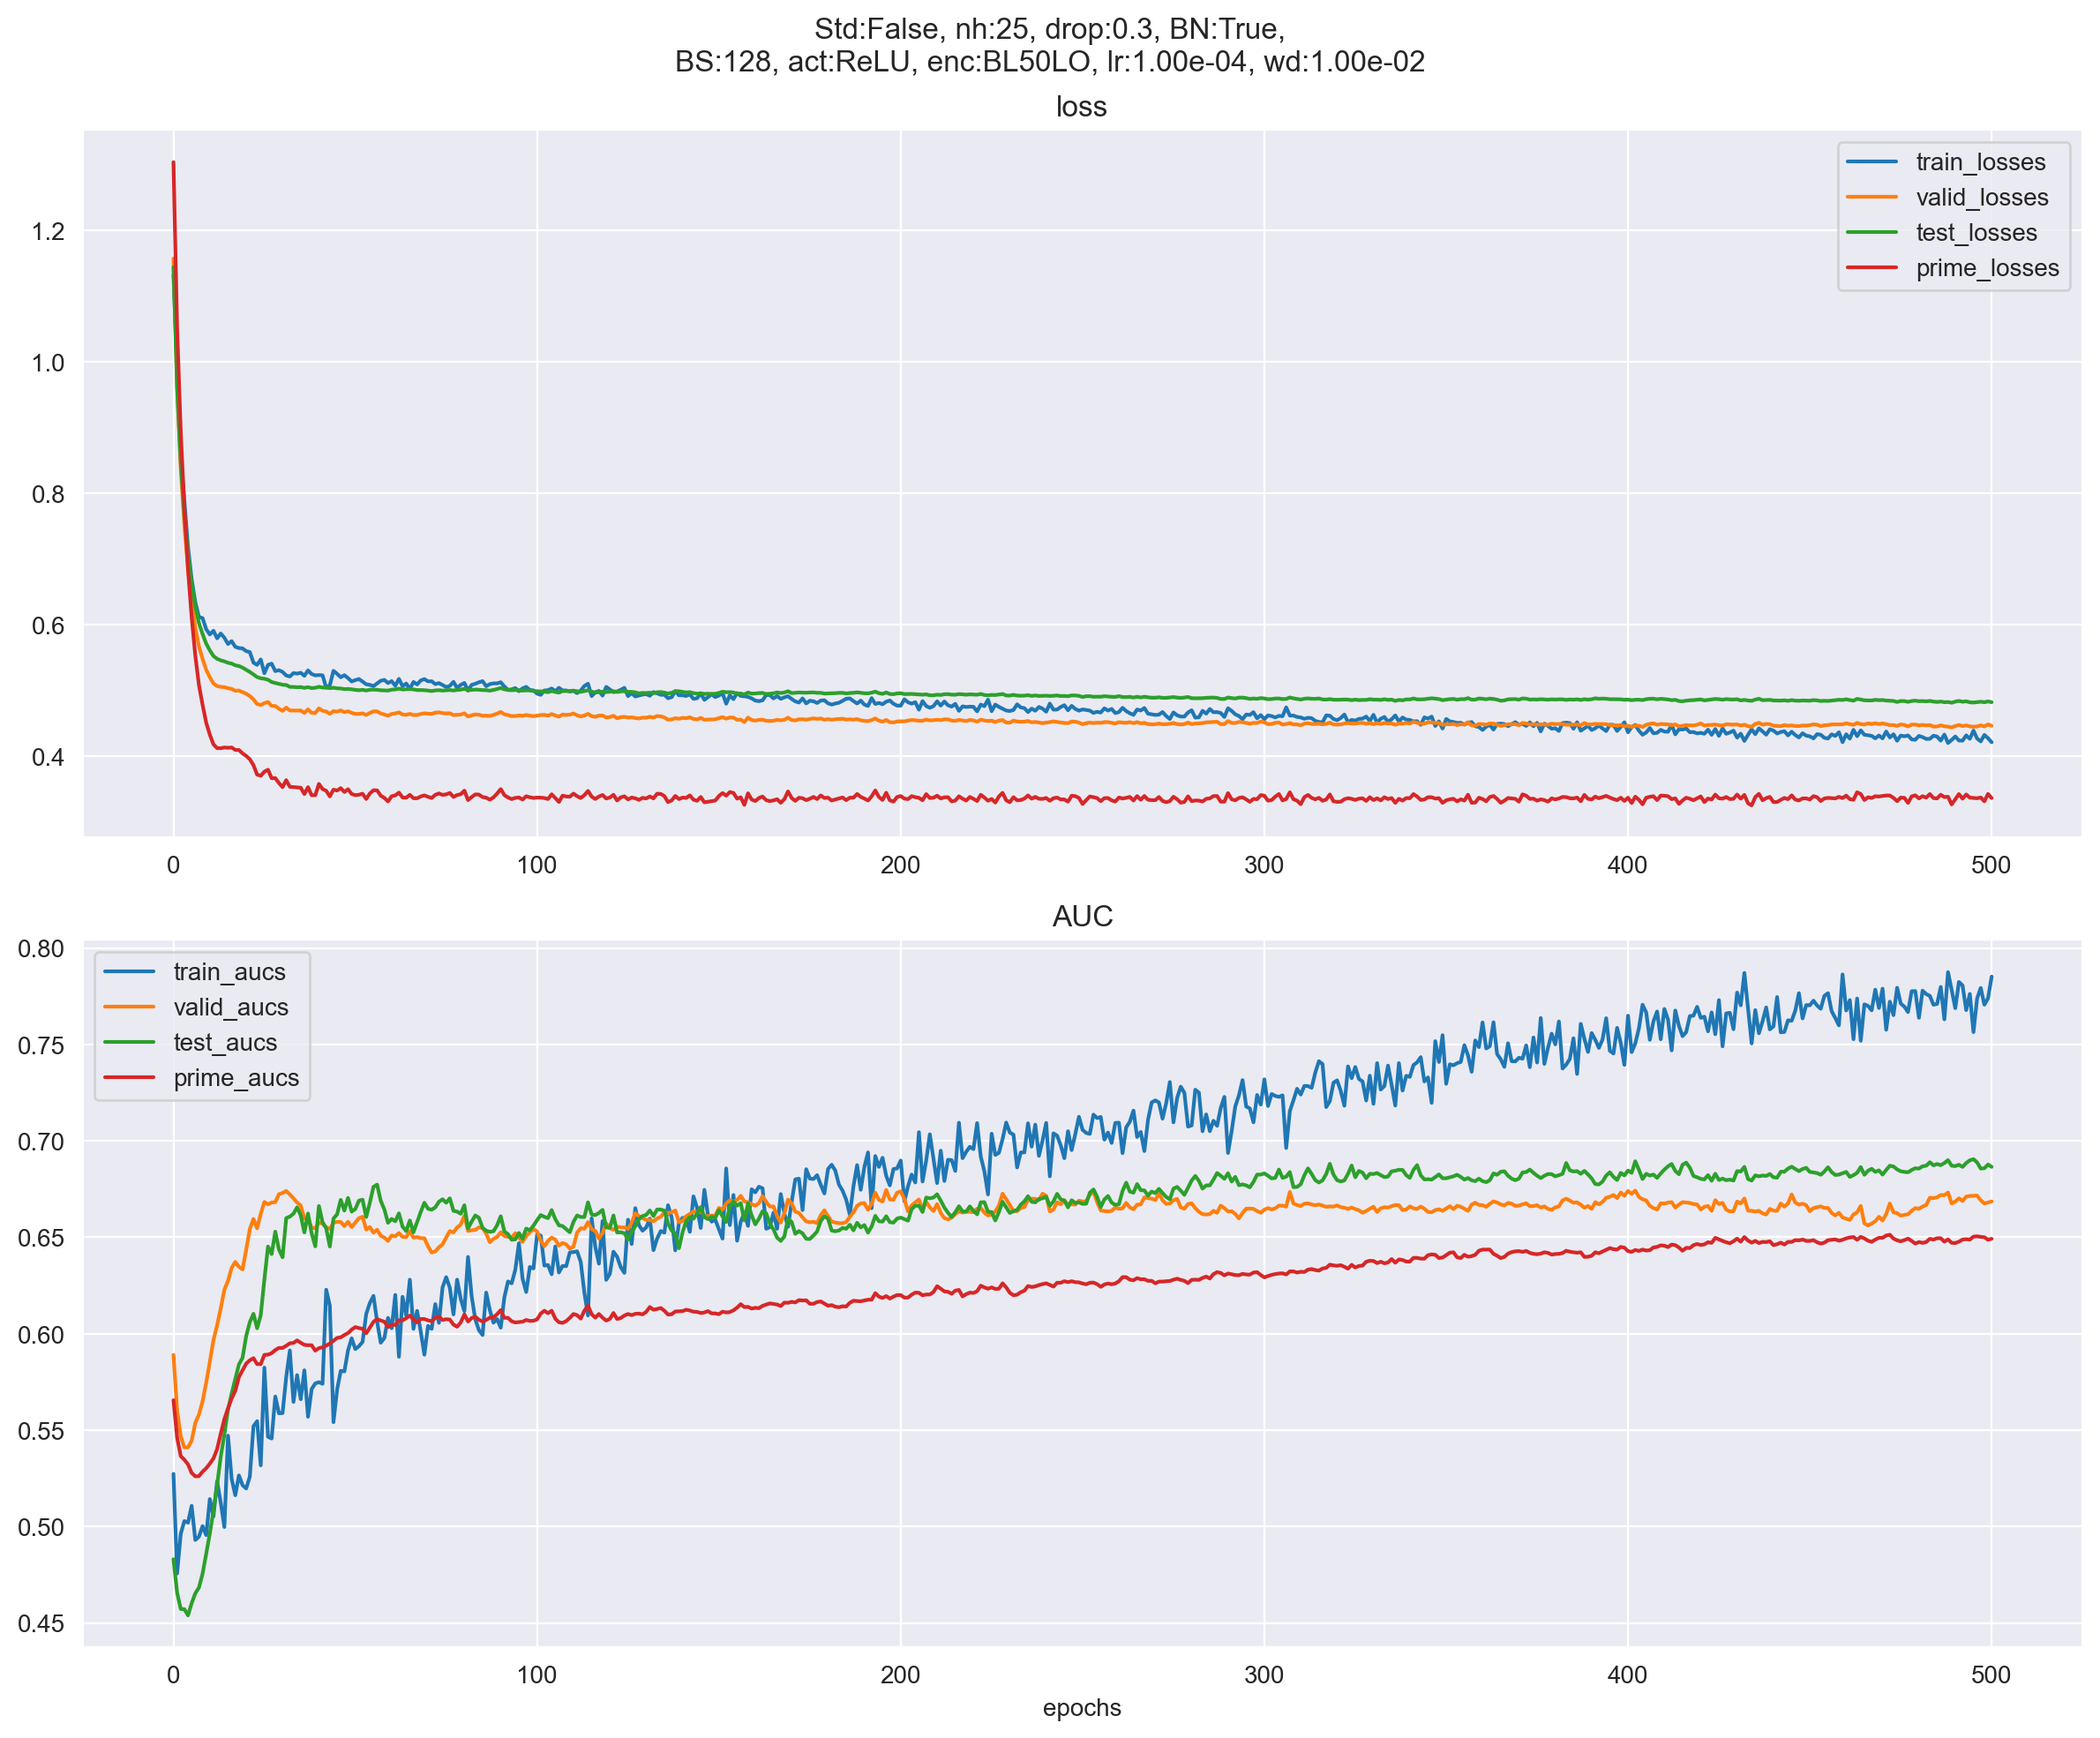 Std:False, nh:25, drop:0.3, BN:True,
BS:128, act:ReLU, enc:BL50LO, lr:1.00e-04, wd:1.00e-02
loss
train_losses
valid_losses
test_losses
prime_losses
1.2
1.0
0.8
0.6
0.4
0 100 200 300 400 500
AUC
train_aucs
valid_aucs
test_aucs
prime_aucs
0.80
0.75
0.70
0.65
0.60
0.55
0.50
0.45
0 100 200 300 400 500
epochs